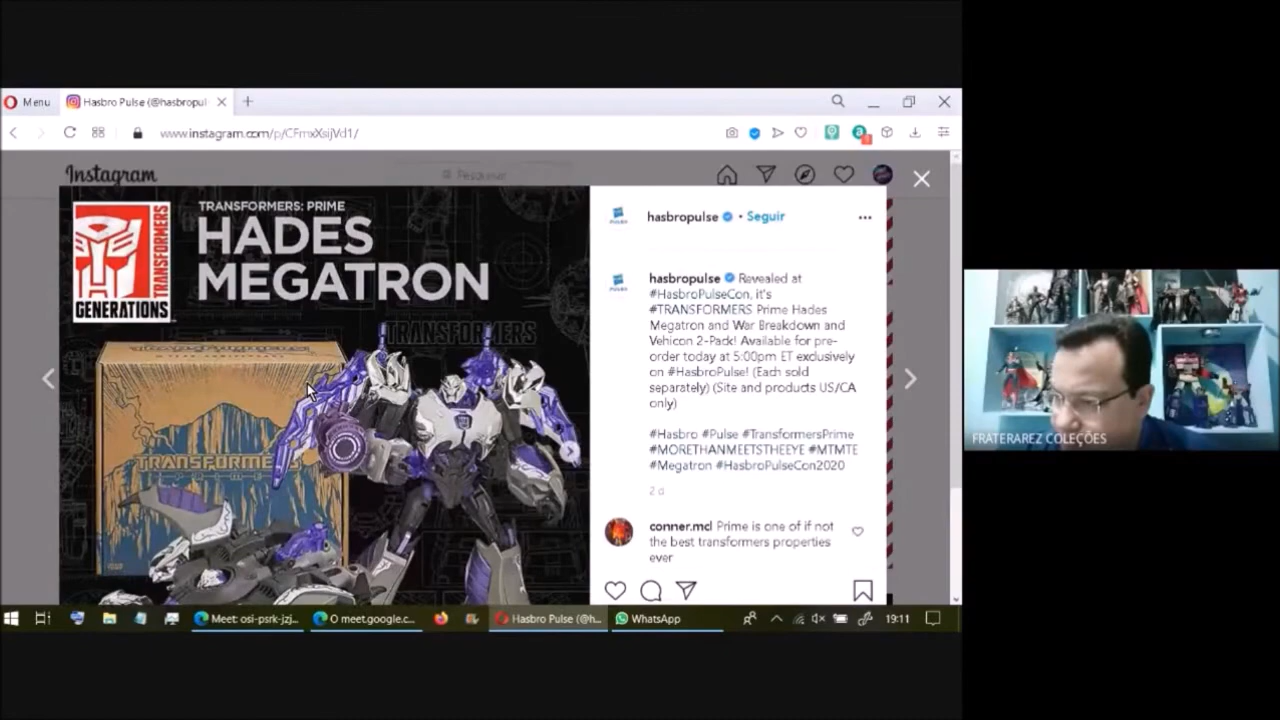 Menu
Hasbro Pulse (@hasbropul
www.instagram.com/p/CFmxXsijVd1/
Instagram
Pesquisar
TRANSFORMERS: PRIME
HADES
MEGATRON
TRANSFORMERS
GENERATIONS
TRANSFORMERS
TRANSFORMERS
hasbropulse • Seguir
hasbropulse Revealed at
#HasbroPulseCon, it's
#TRANSFORMERS Prime Hades
Megatron and War Breakdown and
Vehicon 2-Pack! Available for pre-
order today at 5:00pm ET exclusively
on #HasbroPulse! (Each sold
separately) (Site and products US/CA
only)
#Hasbro #Pulse #TransformersPrime
#MORETHANMEETSTHEEYE #MTMTE
#Megatron #HasbroPulseCon2020
2 d
conner.mcl Prime is one of if not
the best transformers properties
ever
FRATERAREZ COLEÇÕES
Meet: osi-psrk-jzj...
O meet.google.c...
Hasbro Pulse (@h...
WhatsApp
19:11